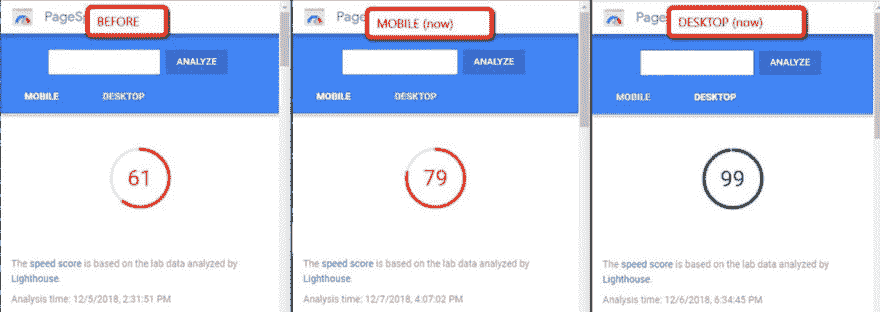 PageSp
BEFORE
ANALYZE
MOBILE DESKTOP
61
The speed score is based on the lab data analyzed by
Lighthouse.
Analysis time: 12/5/2018, 2:31:51 PM
Page
MOBILE (now)
ANALYZE
MOBILE DESKTOP
79
The speed score is based on the lab data analyzed by
Lighthouse.
Analysis time: 12/7/2018, 4:07:02 PM
Page
DESKTOP (now)
ANALYZE
MOBILE DESKTOP
99
The speed score is based on the lab data analyzed by
Lighthouse.
Analysis time: 12/6/2018, 6:34:45 PM